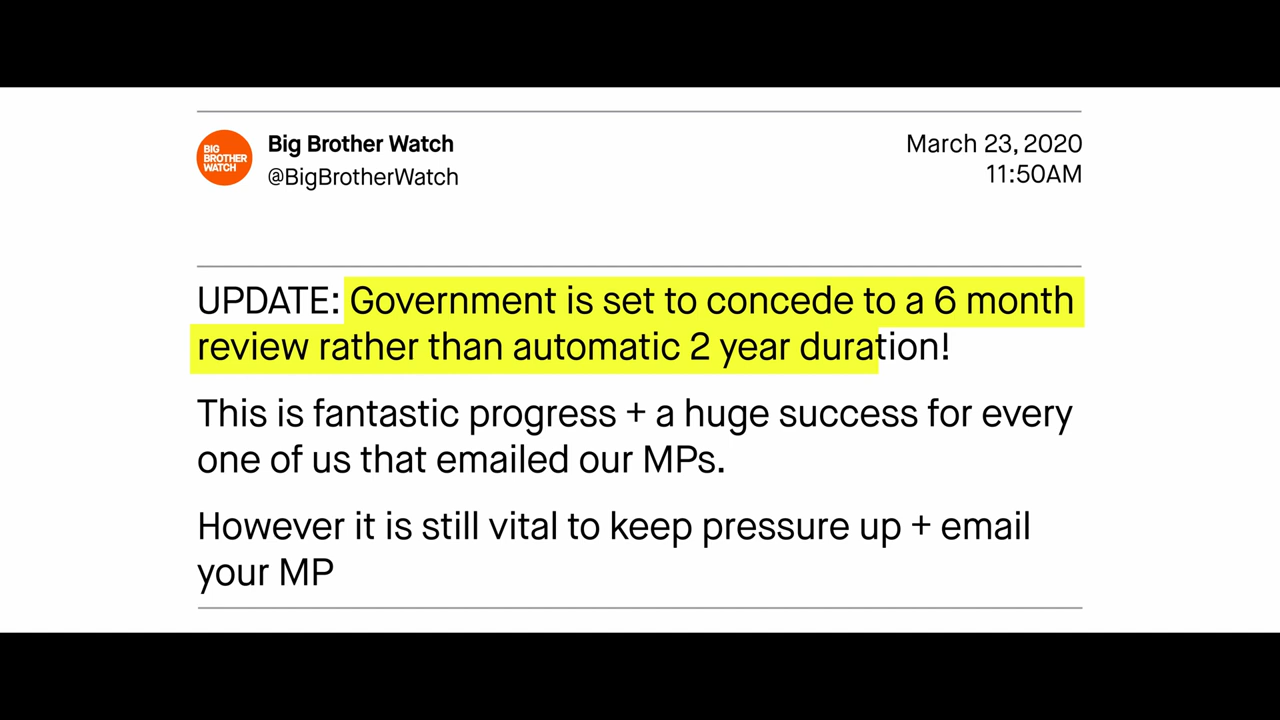 BIG
BROTHER
WATCH
Big Brother Watch
@BigBrotherWatch
March 23, 2020
11:50AM
UPDATE: Government is set to concede to a 6 month
review rather than automatic 2 year duration!
This is fantastic progress + a huge success for every
one of us that emailed our MPs.
However it is still vital to keep pressure up + email
your MP